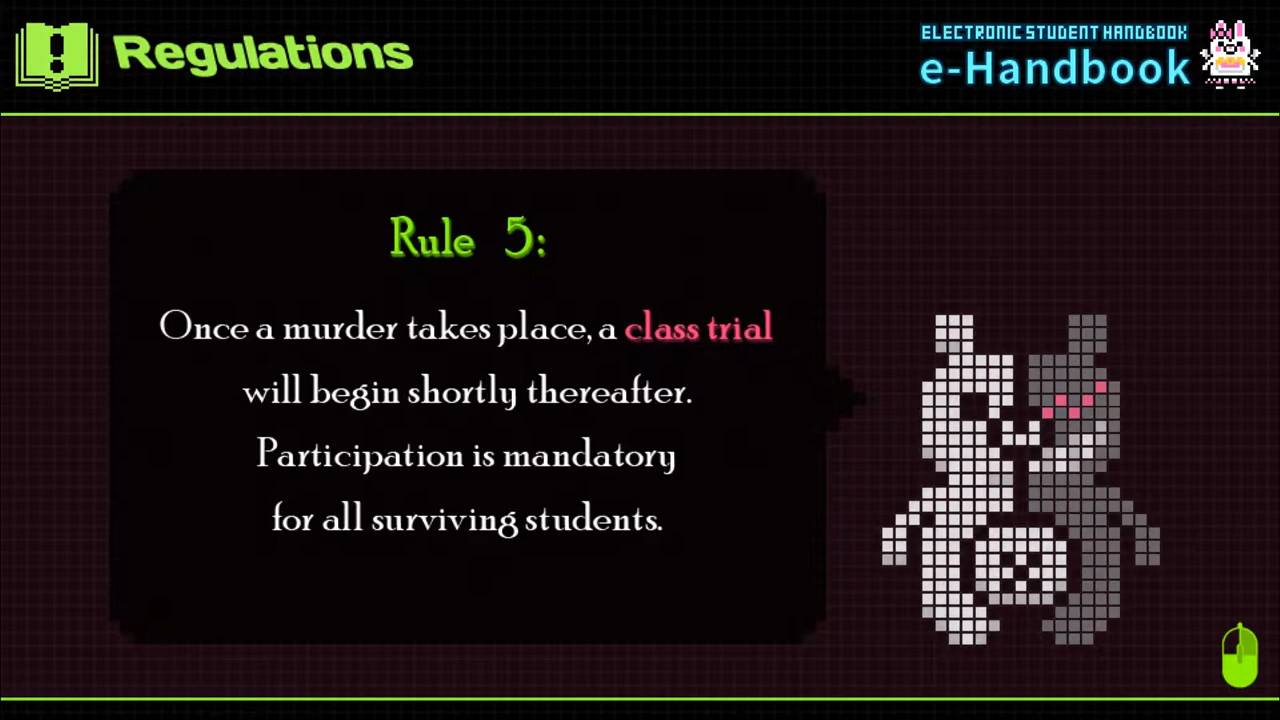 Regulations
ELECTRONIC STUDENT HANDBOOK
e-Handbook
Rule 5:
Once a murder takes place, a class trial
will begin shortly thereafter.
Participation is mandatory
for all surviving students.